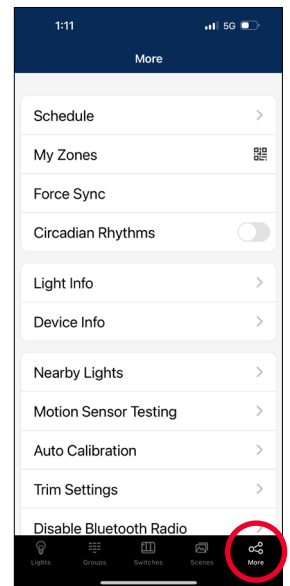 1:11 5G
More
Schedule
My Zones
Force Sync
Circadian Rhythms
Light Info
Device Info
Nearby Lights
Motion Sensor Testing
Auto Calibration
Trim Settings
Disable Bluetooth Radio
Lights Groups Switches Scenes More